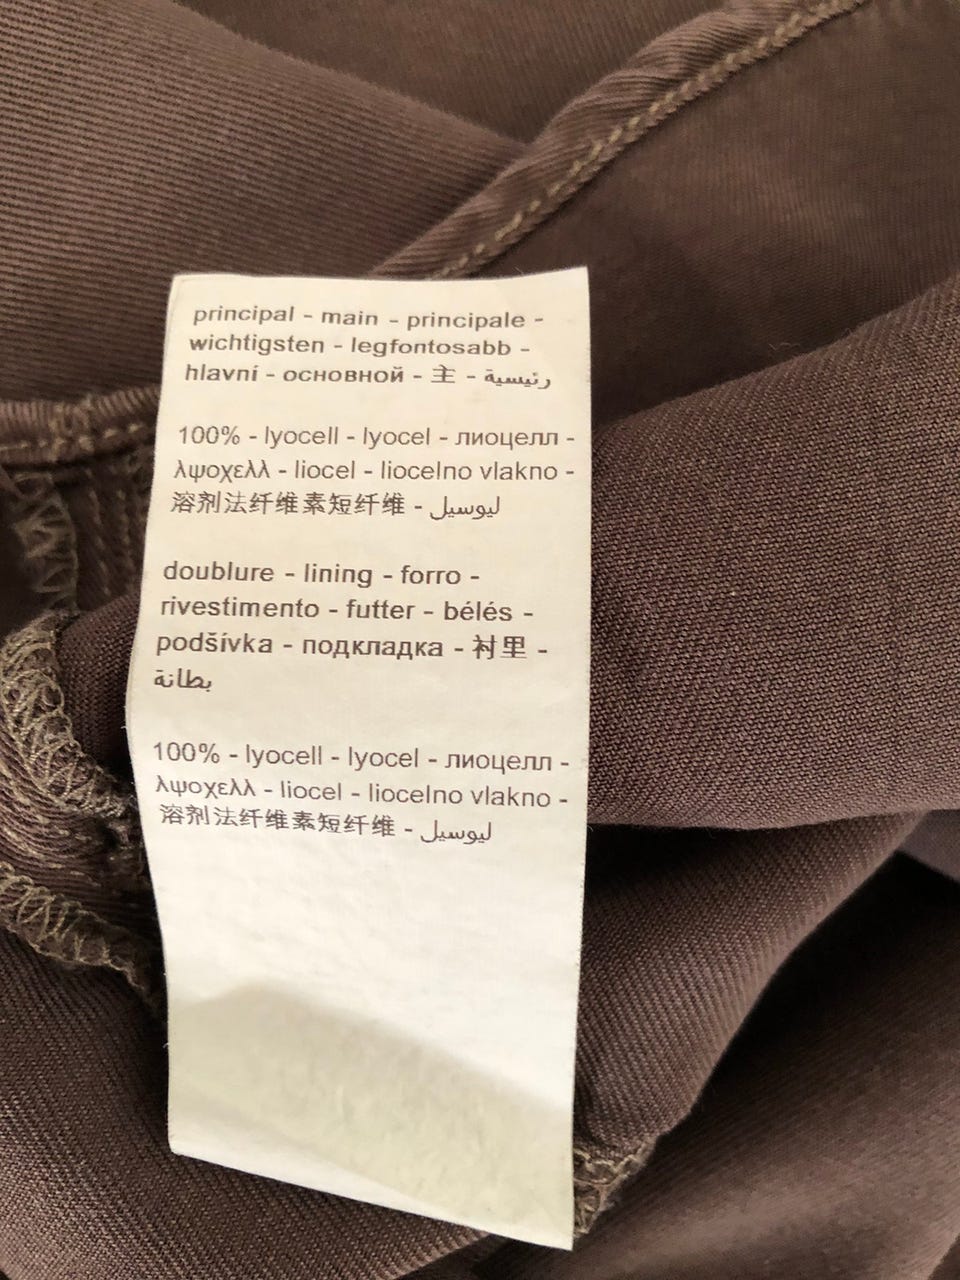 principal - main - principale -
wichtigsten - legfontosabb -
hlavní - основной - 主 - رئيسية
100% - lyocell - lyocel - лиоцелл -
λψοχελλ - liocel - liocelno vlakno -
溶剂法纤维素短纤维 - ليوسيل
doublure - lining - forro -
rivestimento - futter - bélés -
podšívka - подкладка - 衬里 -
بطانة
100% - lyocell - lyocel - лиоцелл -
λψοχελλ - liocel - liocelno vlakno -
溶剂法纤维素短纤维 - ليوسيل